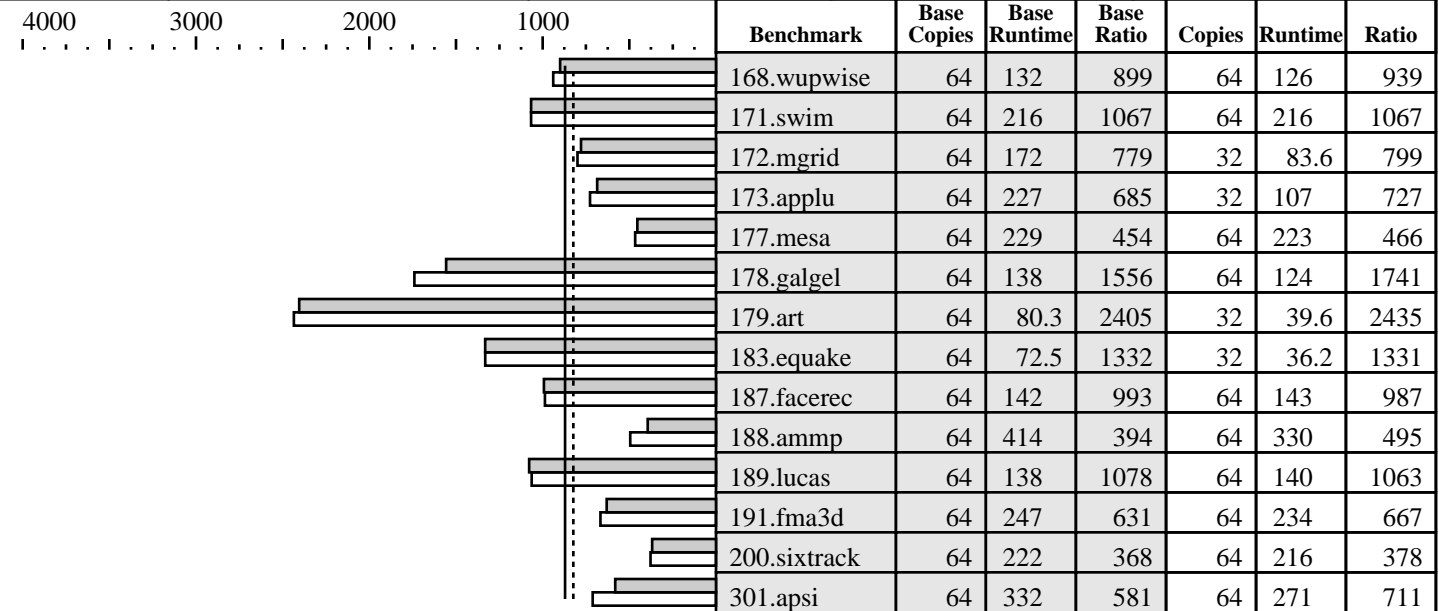 4000 3000 2000 1000
Benchmark Base Copies Base Runtime Base Ratio Copies Runtime Ratio
168.wupwise 64 132 899 64 126 939
171.swim 64 216 1067 64 216 1067
172.mgrid 64 172 779 32 83.6 799
173.applu 64 227 685 32 107 727
177.mesa 64 229 454 64 223 466
178.galgel 64 138 1556 64 124 1741
179.art 64 80.3 2405 32 39.6 2435
183.equake 64 72.5 1332 32 36.2 1331
187.facerec 64 142 993 64 143 987
188.ammp 64 414 394 64 330 495
189.lucas 64 138 1078 64 140 1063
191.fma3d 64 247 631 64 234 667
200.sixtrack 64 222 368 64 216 378
301.apsi 64 332 581 64 271 711